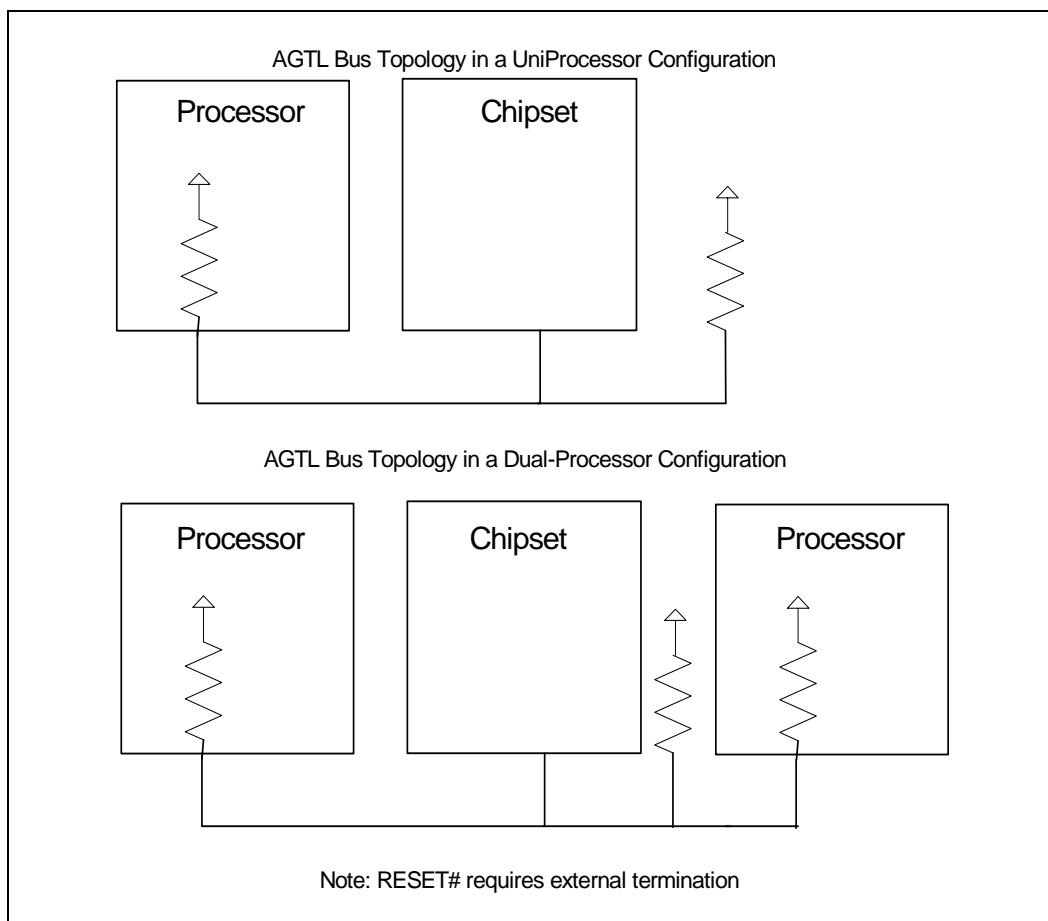 AGTL Bus Topology in a UniProcessor Configuration
Processor
Chipset
AGTL Bus Topology in a Dual-Processor Configuration
Processor
Chipset
Processor
Note: RESET# requires external termination